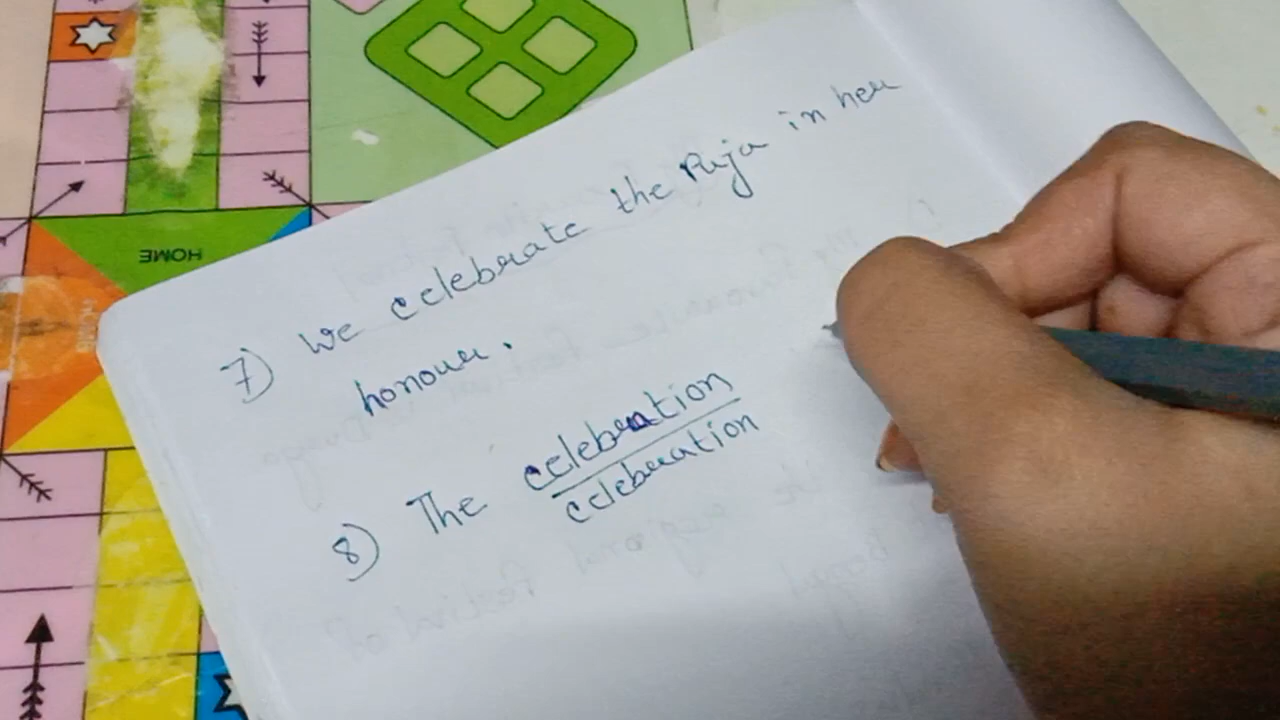 HOME
7) We celebrate the Puja in her
honour.
8) The celebration
celebration